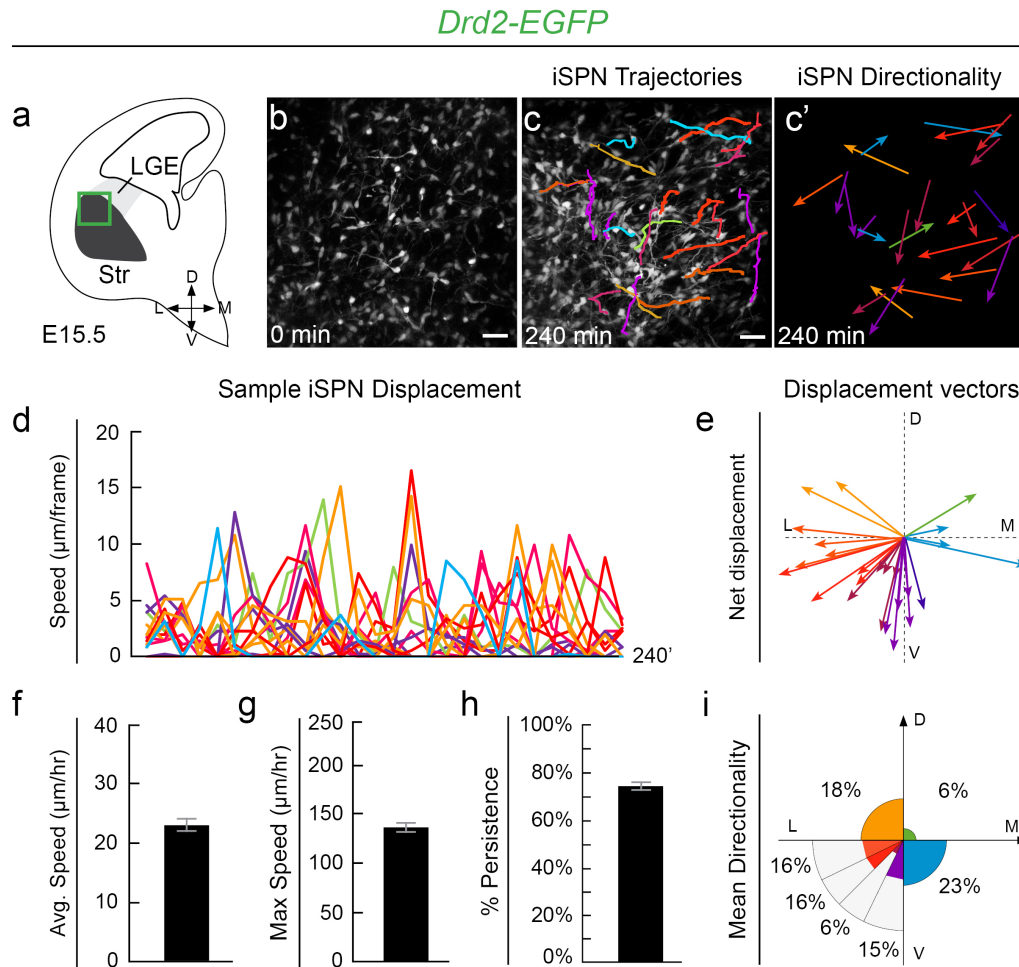 Drd2-EGFP
iSPN Trajectories
iSPN Directionality
a
LGE
Str
D
L
M
V
E15.5
b
0 min
c
240 min
c’
240 min
Sample iSPN Displacement
d
Speed (µm/frame)
20
15
10
5
0
240’
Displacement vectors
e
Net displacement
D
L
M
V
f
Avg. Speed (µm/hr)
40
30
20
10
0
g
Max Speed (µm/hr)
250
200
150
100
50
0
h
% Persistence
100%
80%
60%
40%
20%
0%
i
Mean Directionality
D
18%
6%
L
M
16%
16%
6%
15%
23%
V